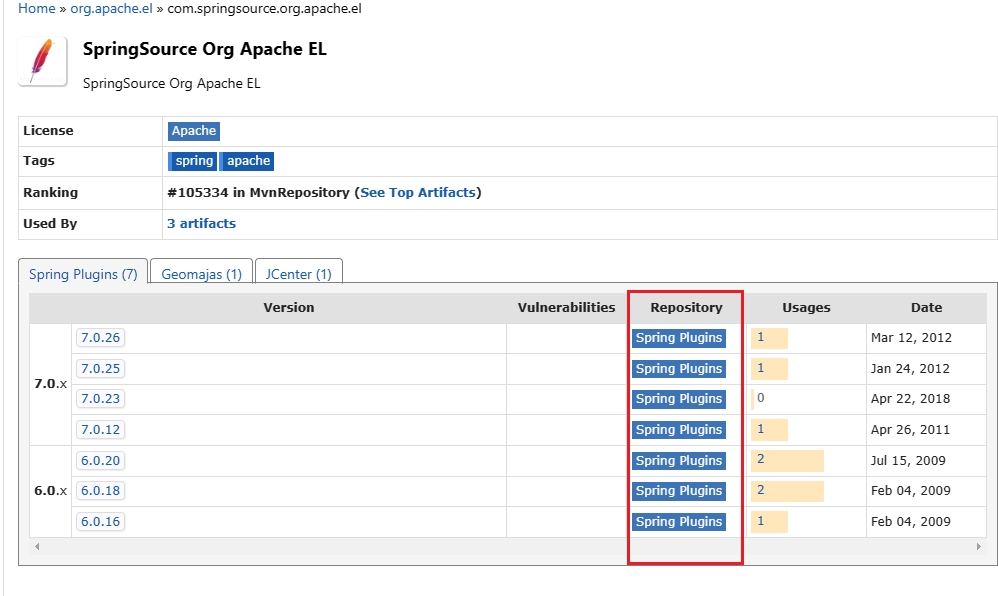 Home » org.apache.el » com.springsource.org.apache.el
SpringSource Org Apache EL
SpringSource Org Apache EL
License Apache
Tags spring apache
Ranking #105334 in MvnRepository (See Top Artifacts)
Used By 3 artifacts
Spring Plugins (7) Geomajas (1) JCenter (1)
Version Vulnerabilities Repository Usages Date
7.0.26 Spring Plugins 1 Mar 12, 2012
7.0.25 Spring Plugins 1 Jan 24, 2012
7.0.x
7.0.23 Spring Plugins 0 Apr 22, 2018
7.0.12 Spring Plugins 1 Apr 26, 2011
6.0.20 Spring Plugins 2 Jul 15, 2009
6.0.x 6.0.18 Spring Plugins 2 Feb 04, 2009
6.0.16 Spring Plugins 1 Feb 04, 2009